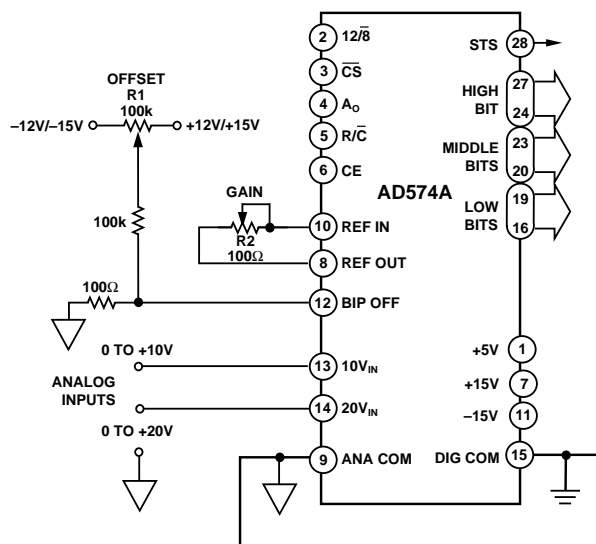 2 12/8̅
STS 28
3 C̅S̅
OFFSET
R1
100k
–12V/–15V
+12V/+15V
4 AO
5 R/C̅
6 CE
HIGH
BIT
27
24
MIDDLE
BITS
23
20
LOW
BITS
19
16
AD574A
100k
GAIN
R2
100Ω
10 REF IN
8 REF OUT
100Ω
12 BIP OFF
0 TO +10V
13 10VIN
ANALOG
INPUTS
14 20VIN
0 TO +20V
9 ANA COM
+5V 1
+15V 7
–15V 11
DIG COM 15